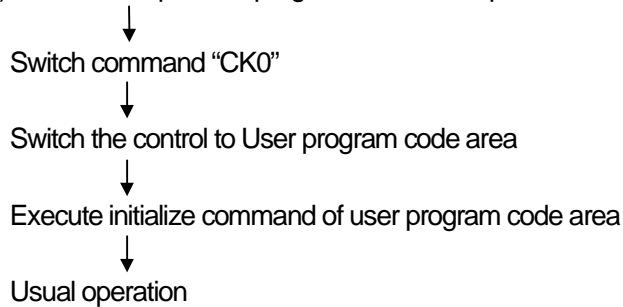 Switch command “CK0”
Switch the control to User program code area
Execute initialize command of user program code area
Usual operation